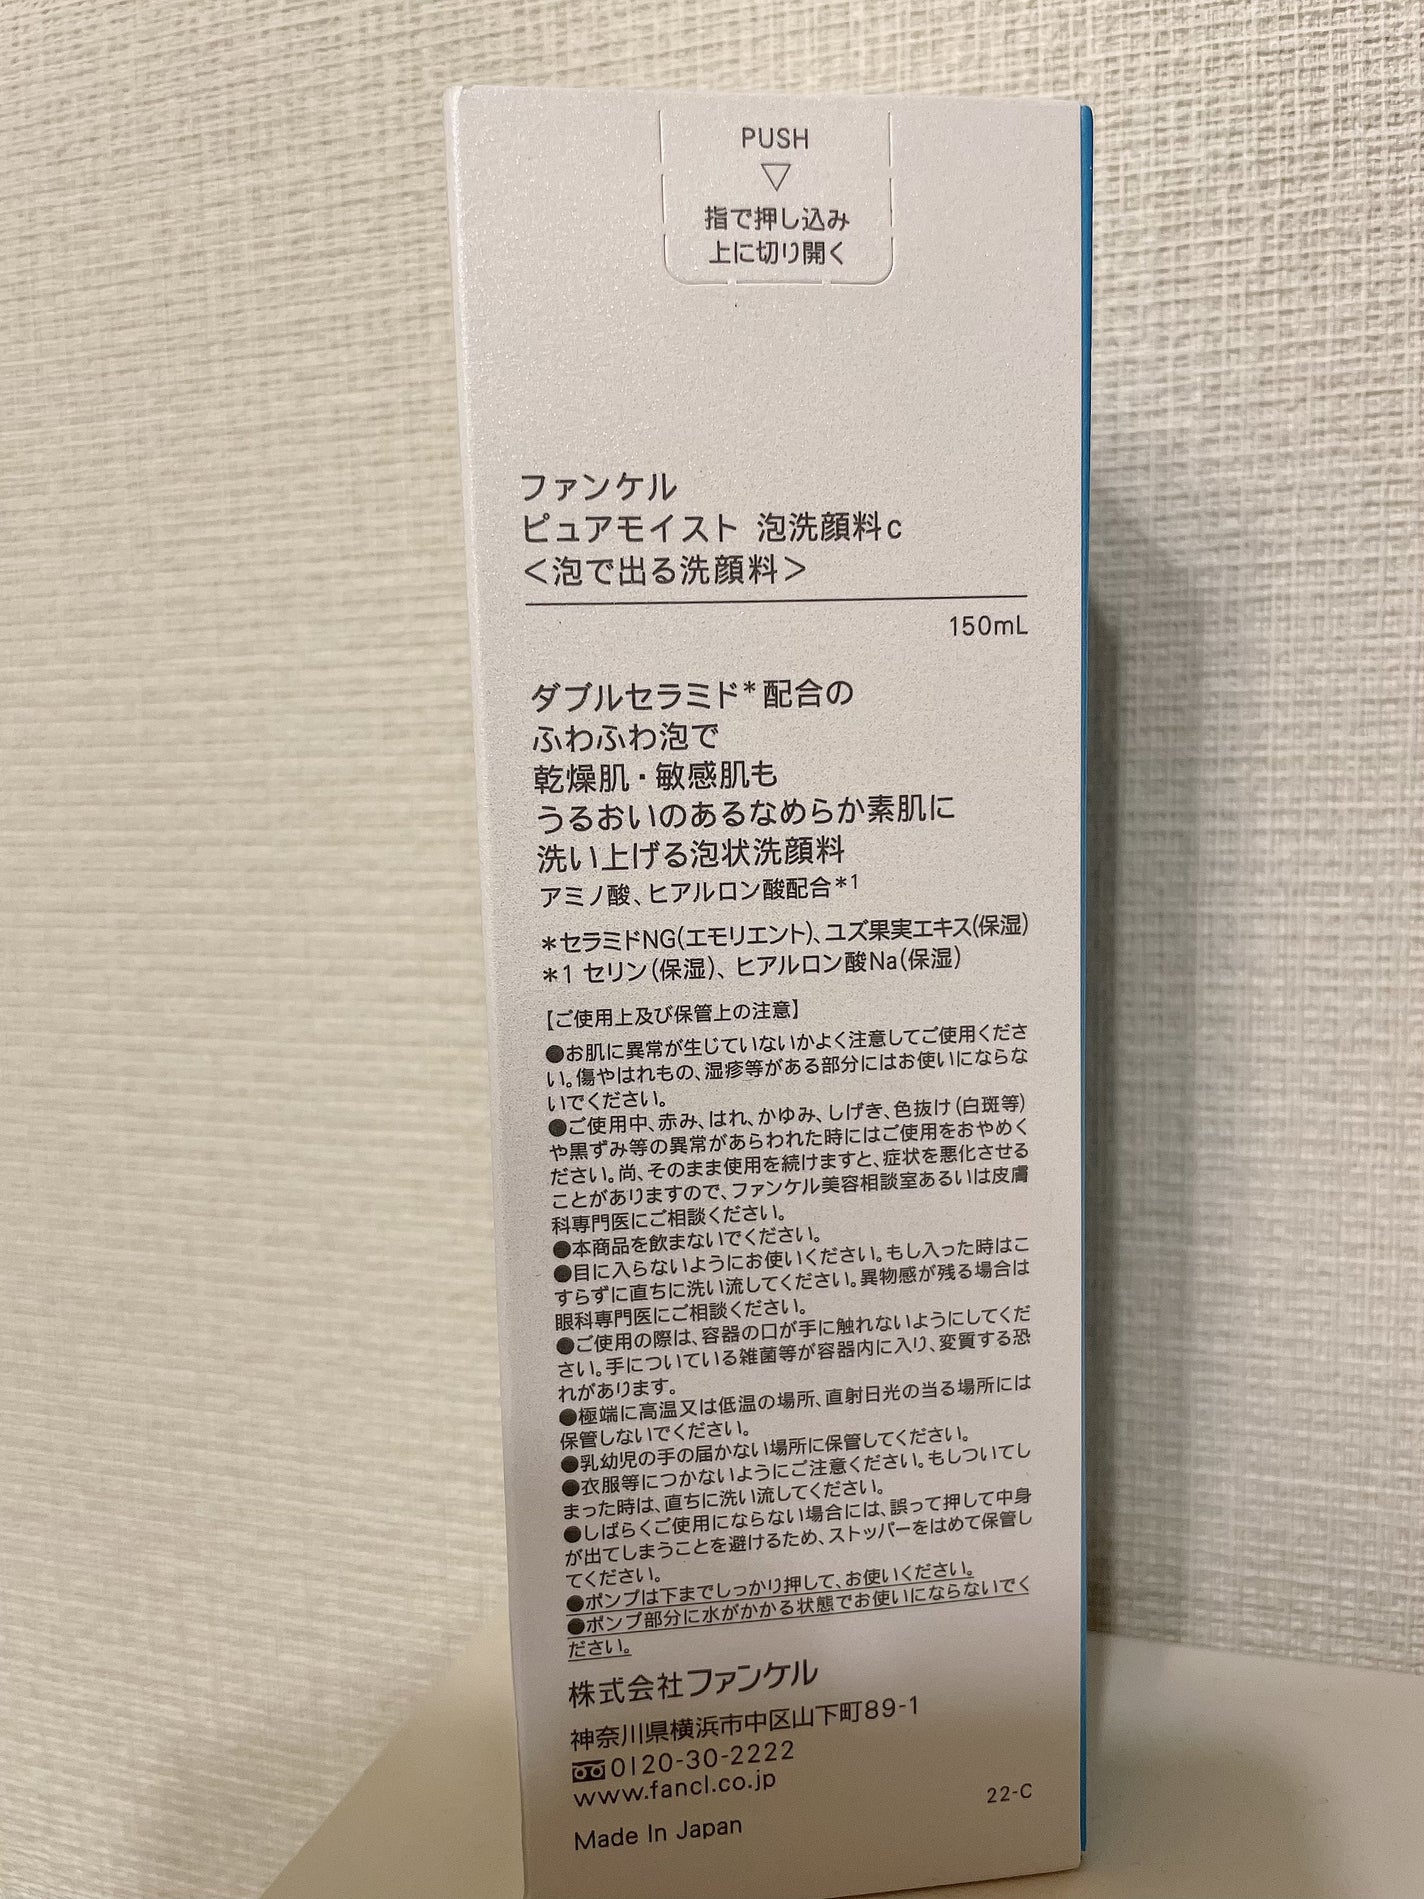 PUSH
▽
指で押し込み
上に切り開く
ファンケル
ピュアモイスト 泡洗顔料c
＜泡で出る洗顔料＞
150mL
ダブルセラミド*配合の
ふわふわ泡で
乾燥肌・敏感肌も
うるおいのあるなめらか素肌に
洗い上げる泡状洗顔料
アミノ酸、ヒアルロン酸配合*1
*セラミドNG(エモリエント)、ユズ果実エキス(保湿)
*1 セリン(保湿)、ヒアルロン酸Na(保湿)
【ご使用上及び保管上の注意】
●お肌に異常が生じていないかよく注意してご使用くださ
い。傷やはれもの、湿疹等がある部分にはお使いにならな
いでください。
●ご使用中、赤み、はれ、かゆみ、しげき、色抜け(白斑等)
や黒ずみ等の異常があらわれた時にはご使用をおやめく
ださい。尚、そのまま使用を続けますと、症状を悪化させる
ことがありますので、ファンケル美容相談室あるいは皮膚
科専門医にご相談ください。
●本商品を飲まないでください。
●目に入らないようにお使いください。もし入った時はこ
すらずに直ちに洗い流してください。異物感が残る場合は
眼科専門医にご相談ください。
●ご使用の際は、容器の口が手に触れないようにしてくだ
さい。手についている雑菌等が容器内に入り、変質する恐
れがあります。
●極端に高温又は低温の場所、直射日光の当る場所には
保管しないでください。
●乳幼児の手の届かない場所に保管してください。
●衣服等につかないようにご注意ください。もしついてし
まった時は、直ちに洗い流してください。
●しばらくご使用にならない場合には、誤って押して中身
が出てしまうことを避けるため、ストッパーをはめて保管し
てください。
●ポンプは下までしっかり押して、お使いください。
●ポンプ部分に水がかかる状態でお使いにならないでく
ださい。
株式会社ファンケル
神奈川県横浜市中区山下町89-1
0120-30-2222
www.fancl.co.jp
22-C
Made In Japan